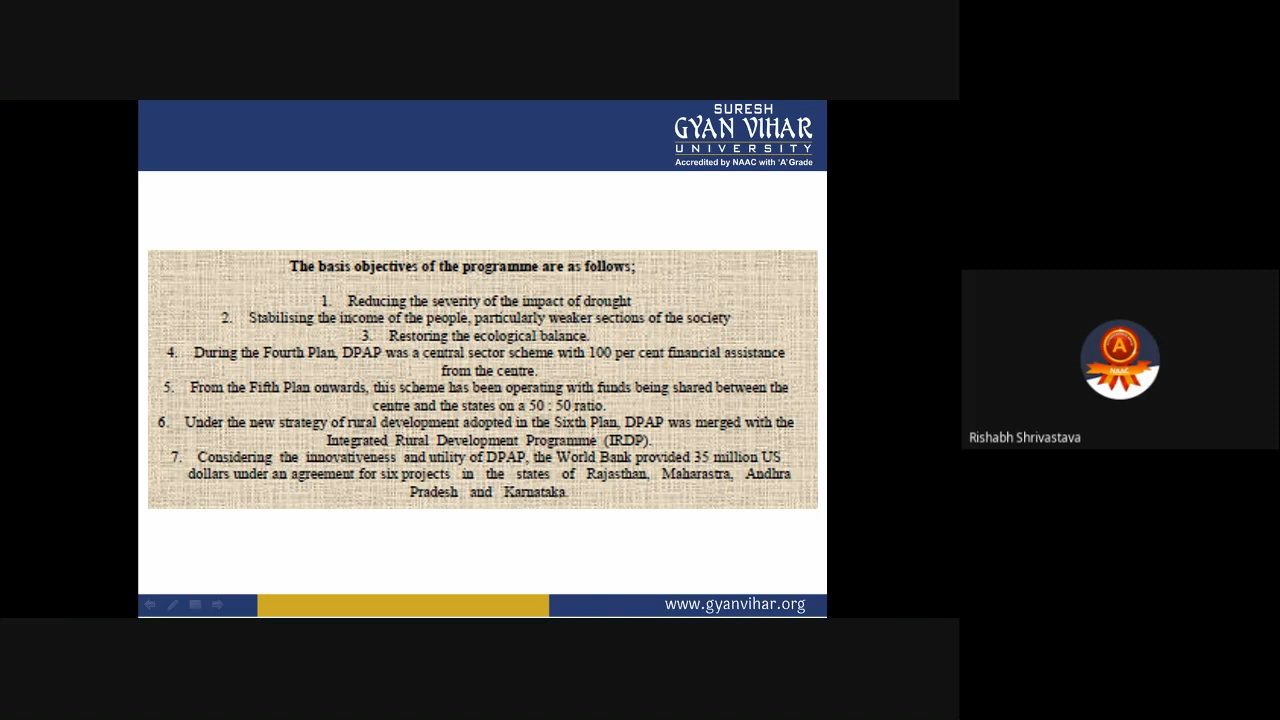 SURESH
GYAN VIHAR
UNIVERSITY
Accredited by NAAC with 'A' Grade
The basis objectives of the programme are as follows;
1. Reducing the severity of the impact of drought
2. Stabilising the income of the people, particularly weaker sections of the society
3. Restoring the ecological balance.
4. During the Fourth Plan, DPAP was a central sector scheme with 100 per cent financial assistance
from the centre.
5. From the Fifth Plan onwards, this scheme has been operating with funds being shared between the
centre and the states on a 50 : 50 ratio.
6. Under the new strategy of rural development adopted in the Sixth Plan, DPAP was merged with the
Integrated Rural Development Programme (IRDP).
7. Considering the innovativeness and utility of DPAP, the World Bank provided 35 million US
dollars under an agreement for six projects in the states of Rajasthan, Maharastra, Andhra
Pradesh and Karnataka.
www.gyanvihar.org
A
NAAC
Rishabh Shrivastava